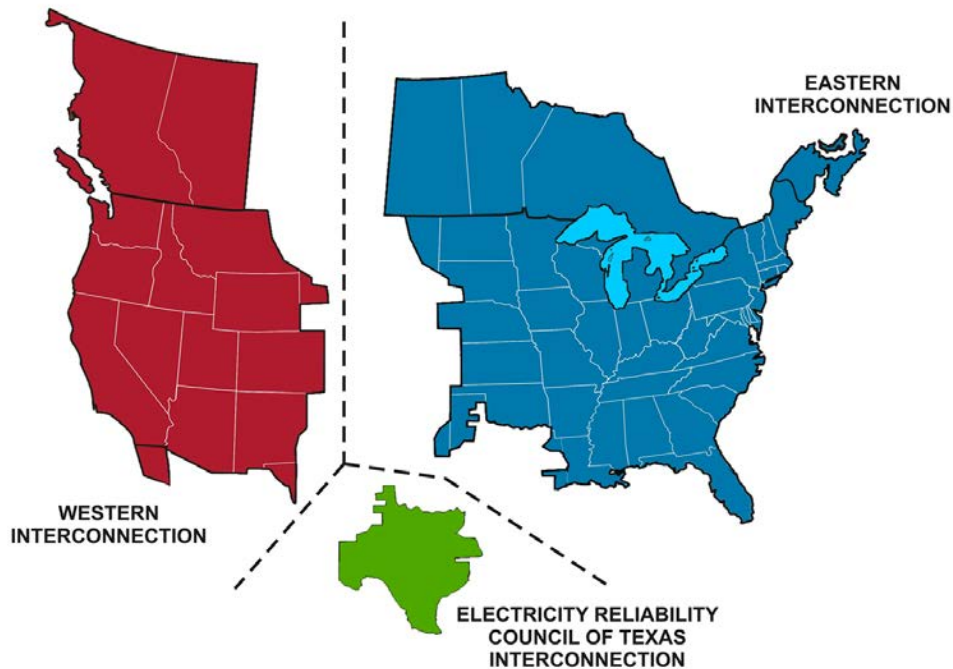 EASTERN
INTERCONNECTION
WESTERN
INTERCONNECTION
ELECTRICITY RELIABILITY
COUNCIL OF TEXAS
INTERCONNECTION